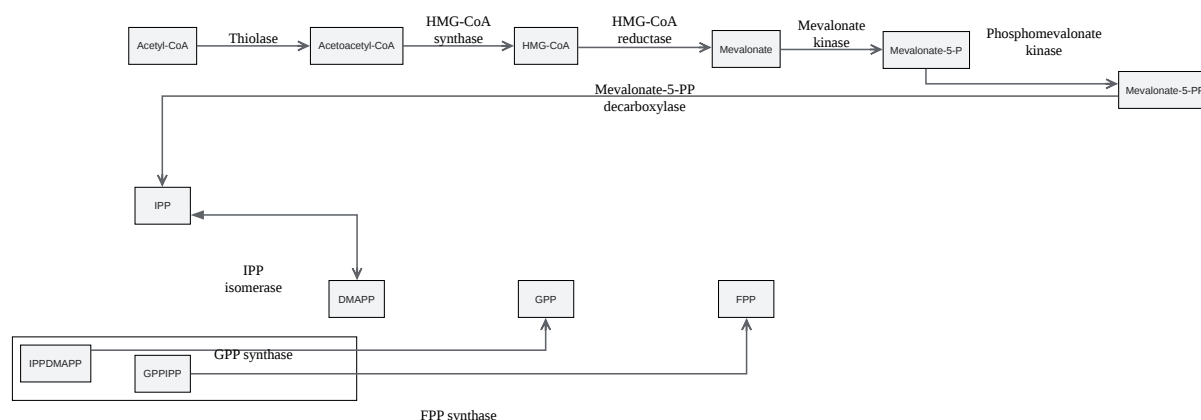 HMG-CoA
synthase
HMG-CoA
reductase
Mevalonate
kinase
Phosphomevalonate
kinase
Acetyl-CoA
Thiolase
Acetoacetyl-CoA
HMG-CoA
Mevalonate
Mevalonate-5-P
Mevalonate-5-PP
Mevalonate-5-PP
decarboxylase
IPP
IPP
isomerase
DMAPP
GPP
FPP
GPP synthase
IPPDMAPP
GPPIPP
FPP synthase